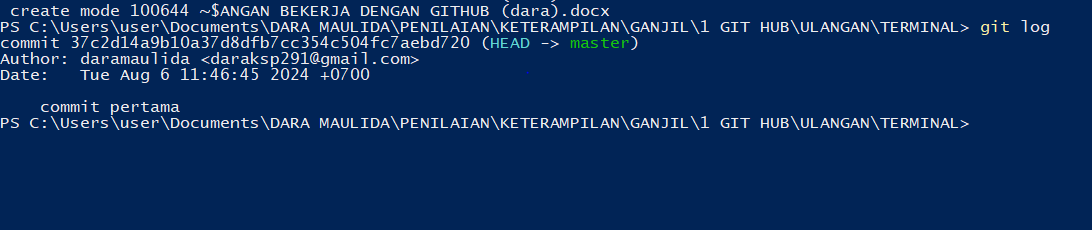 create mode 100644 ~$ANGAN BEKERJA DENGAN GITHUB (dara).docx
PS C:\Users\user\Documents\DARA MAULIDA\PENILAIAN\KETERAMPILAN\GANJIL\1 GIT HUB\ULANGAN\TERMINAL> git log
commit 37c2d14a9b10a37d8dfb7cc354c504fc7aebd720 (HEAD -> master)
Author: daramaulida <daraksp291@gmail.com>
Date:   Tue Aug 6 11:46:45 2024 +0700

    commit pertama
PS C:\Users\user\Documents\DARA MAULIDA\PENILAIAN\KETERAMPILAN\GANJIL\1 GIT HUB\ULANGAN\TERMINAL>